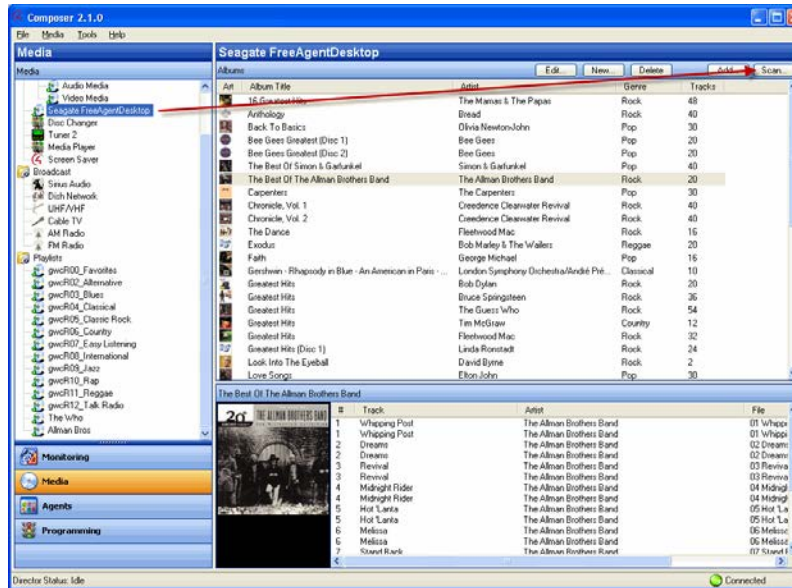 Composer 2.1.0
File Media Tools Help
Media
Seagate FreeAgentDesktop
Media
Albums
Edit... New... Delete Add... Scan...
Art Album Title Artist Genre Tracks
Audio Media
Video Media
Seagate FreeAgentDesktop
Disc Changer
Tuner 2
Media Player
Screen Saver
Broadcast
Sirius Audio
Dish Network
UHF/VHF
Cable TV
AM Radio
FM Radio
Playlists
gwcR00_Favorites
gwcR02_Alternative
gwcR03_Blues
gwcR04_Classical
gwcR05_Classic Rock
gwcR06_Country
gwcR07_Easy Listening
gwcR08_International
gwcR09_Jazz
gwcR10_Rap
gwcR11_Reggae
gwcR12_Talk Radio
The Who
Allman Bros
Monitoring
Media
Agents
Programming
16 Greatest Hits The Mamas & The Papas Rock 48
Anthology Bread Rock 40
Back To Basics Olivia Newton-John Pop 30
Bee Gees Greatest (Disc 1) Bee Gees Pop 20
Bee Gees Greatest (Disc 2) Bee Gees Pop 20
The Best Of Simon & Garfunkel Simon & Garfunkel Pop 40
The Best Of The Allman Brothers Band The Allman Brothers Band Rock 20
Carpenters The Carpenters Pop 30
Chronicle, Vol. 1 Creedence Clearwater Revival Rock 40
Chronicle, Vol. 2 Creedence Clearwater Revival Rock 40
The Dance Fleetwood Mac Rock 16
Exodus Bob Marley & The Wailers Reggae 20
Faith George Michael Pop 16
Gershwin - Rhapsody in Blue - An American in Paris - ... London Symphony Orchestra/André Pré... Classical 10
Greatest Hits Bob Dylan Rock 20
Greatest Hits Bruce Springsteen Rock 36
Greatest Hits The Guess Who Rock 54
Greatest Hits Tim McGraw Country 12
Greatest Hits Fleetwood Mac Rock 32
Greatest Hits (Disc 1) Linda Ronstadt Rock 24
Look Into The Eyeball David Byrne Rock 2
Love Songs Elton John Pop 30
The Best Of The Allman Brothers Band
20th THE ALLMAN BROTHERS BAND
# Track Artist File
1 Whipping Post The Allman Brothers Band 01 Whippi
1 Whipping Post The Allman Brothers Band 01 Whippi
2 Dreams The Allman Brothers Band 02 Dreams
2 Dreams The Allman Brothers Band 02 Dreams
3 Revival The Allman Brothers Band 03 Reviva
3 Revival The Allman Brothers Band 03 Reviva
4 Midnight Rider The Allman Brothers Band 04 Midnigh
4 Midnight Rider The Allman Brothers Band 04 Midnigh
5 Hot 'Lanta The Allman Brothers Band 05 Hot 'La
5 Hot 'Lanta The Allman Brothers Band 05 Hot 'La
6 Melissa The Allman Brothers Band 06 Melissa
6 Melissa The Allman Brothers Band 06 Melissa
7 Stand Back The Allman Brothers Band 07 Stand
Director Status: Idle
Connected